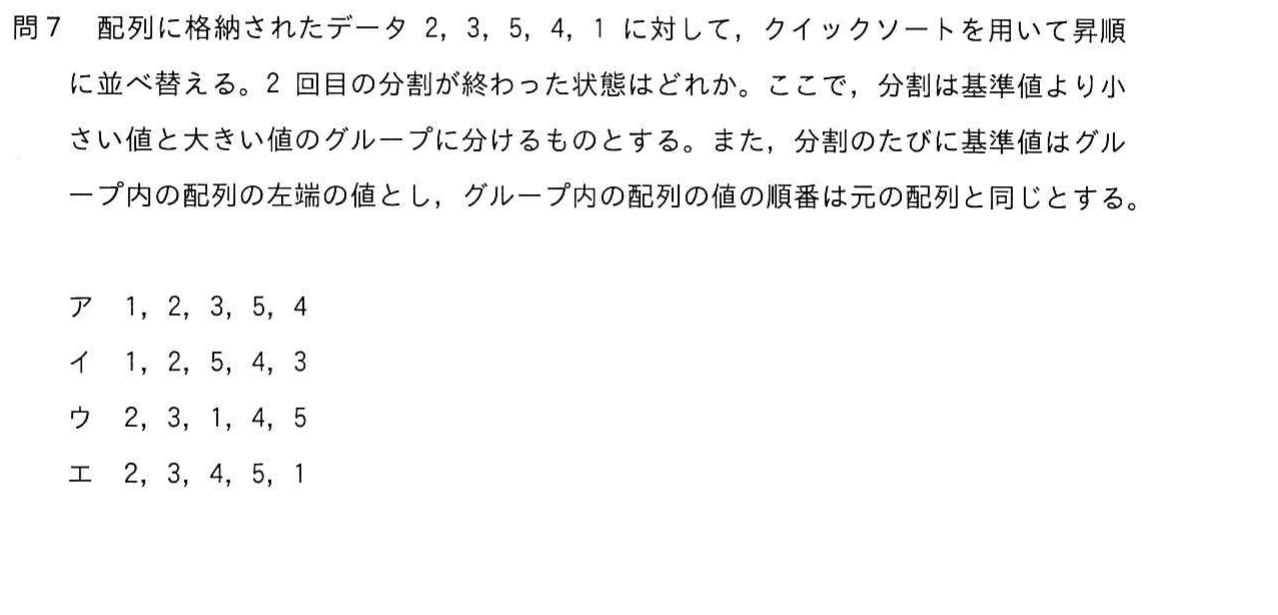 問７　配列に格納されたデータ 2，3，5，4，1 に対して，クイックソートを用いて昇順
に並べ替える。2 回目の分割が終わった状態はどれか。ここで，分割は基準値より小
さい値と大きい値のグループに分けるものとする。また，分割のたびに基準値はグル
ープ内の配列の左端の値とし，グループ内の配列の値の順番は元の配列と同じとする。
ア　1，2，3，5，4
イ　1，2，5，4，3
ウ　2，3，1，4，5
エ　2，3，4，5，1